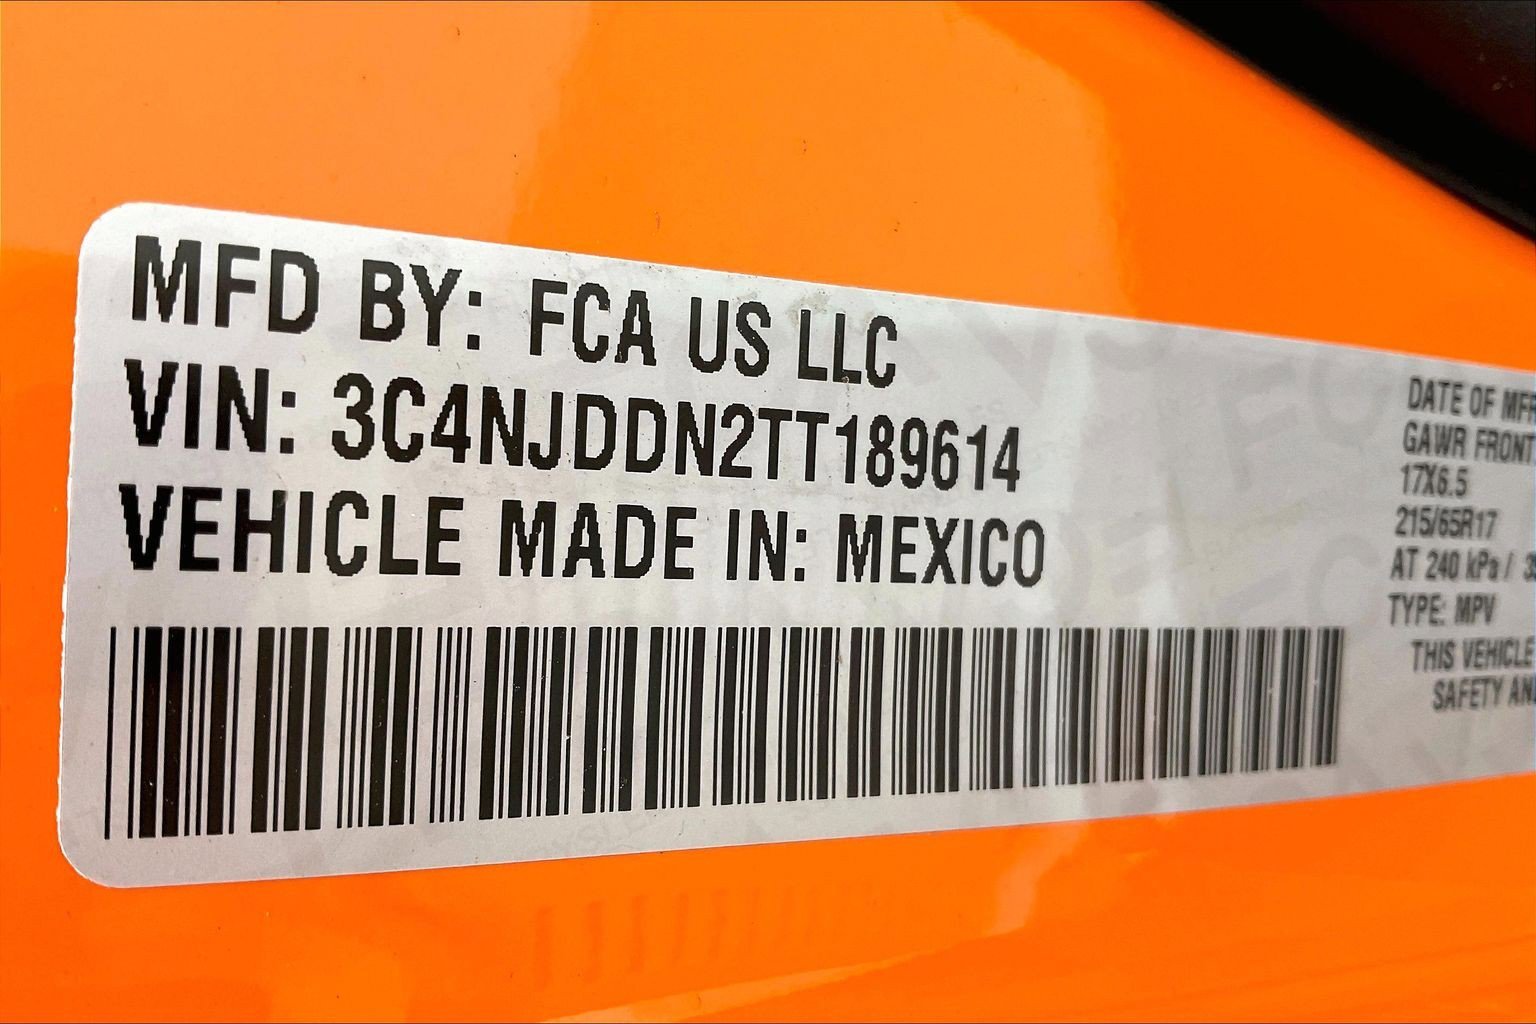 MFD BY: FCA US LLC
VIN: 3C4NJDDN2TT189614
VEHICLE MADE IN: MEXICO
DATE OF MFR
GAWR FRONT
17X6.5
215/65R17
AT 240 kPa /
TYPE: MPV
THIS VEHICLE
SAFETY AND